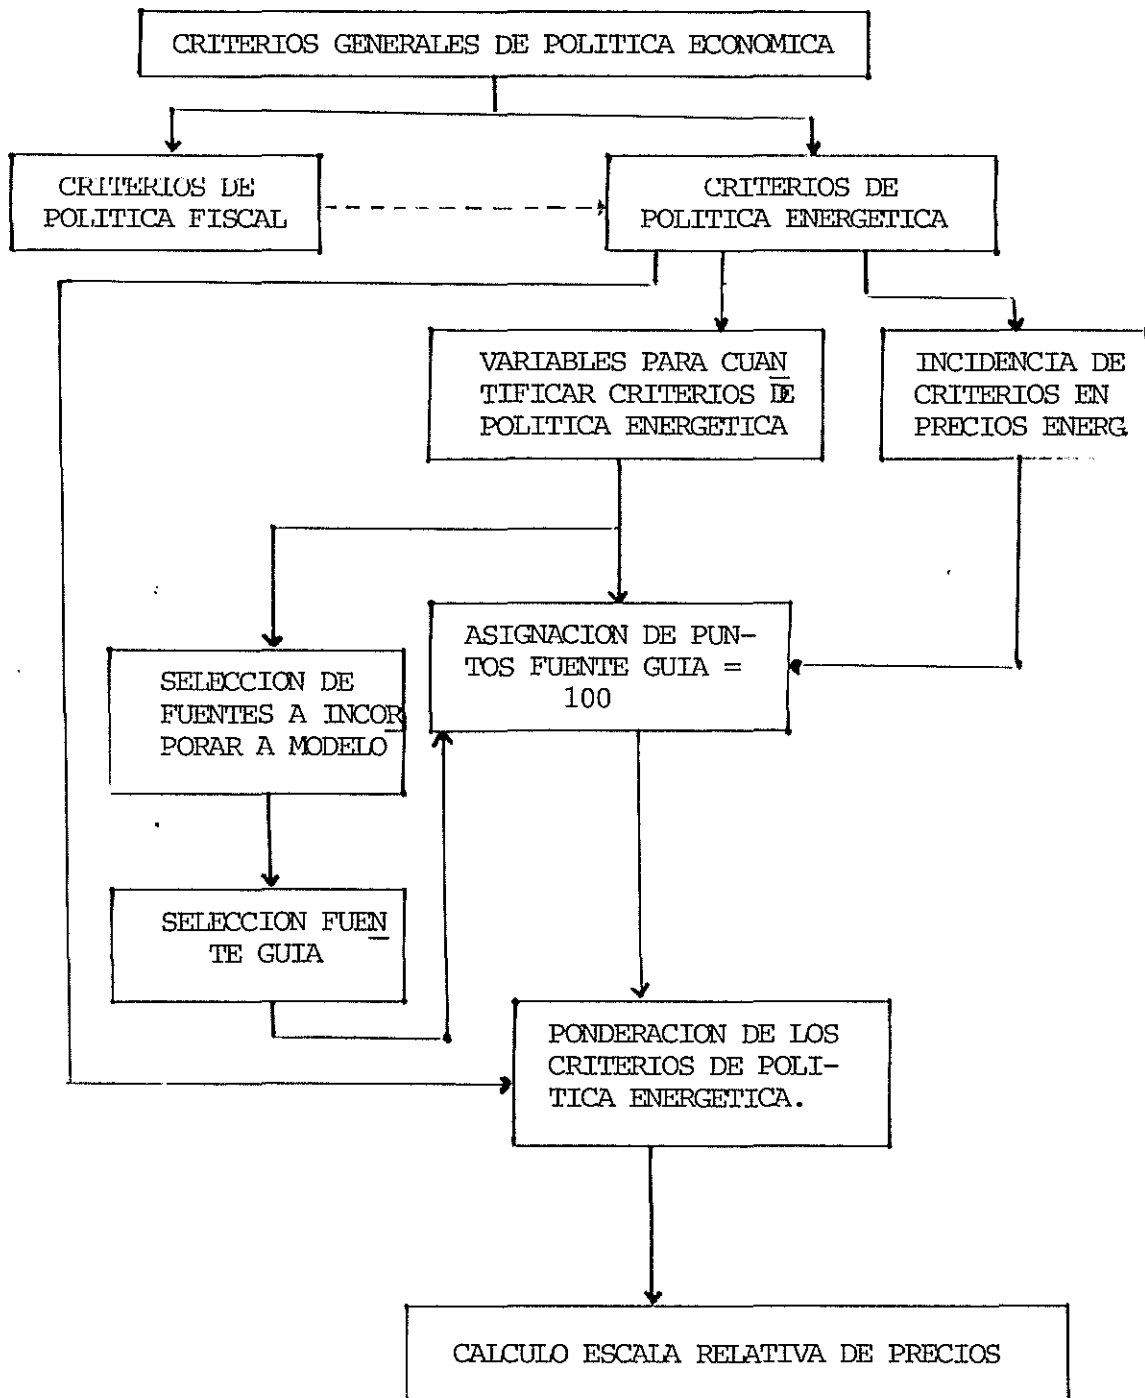 CRITERIOS GENERALES DE POLITICA ECONOMICA
CRITERIOS DE
POLITICA FISCAL
CRITERIOS DE
POLITICA ENERGETICA
VARIABLES PARA CUAN
TIFICAR CRITERIOS DE
POLITICA ENERGETICA
INCIDENCIA DE
CRITERIOS EN
PRECIOS ENERG.
ASIGNACION DE PUN-
TOS FUENTE GUIA =
100
SELECCION DE
FUENTES A INCOR
PORAR A MODELO
SELECCION FUEN
TE GUIA
PONDERACION DE LOS
CRITERIOS DE POLI-
TICA ENERGETICA.
CALCULO ESCALA RELATIVA DE PRECIOS